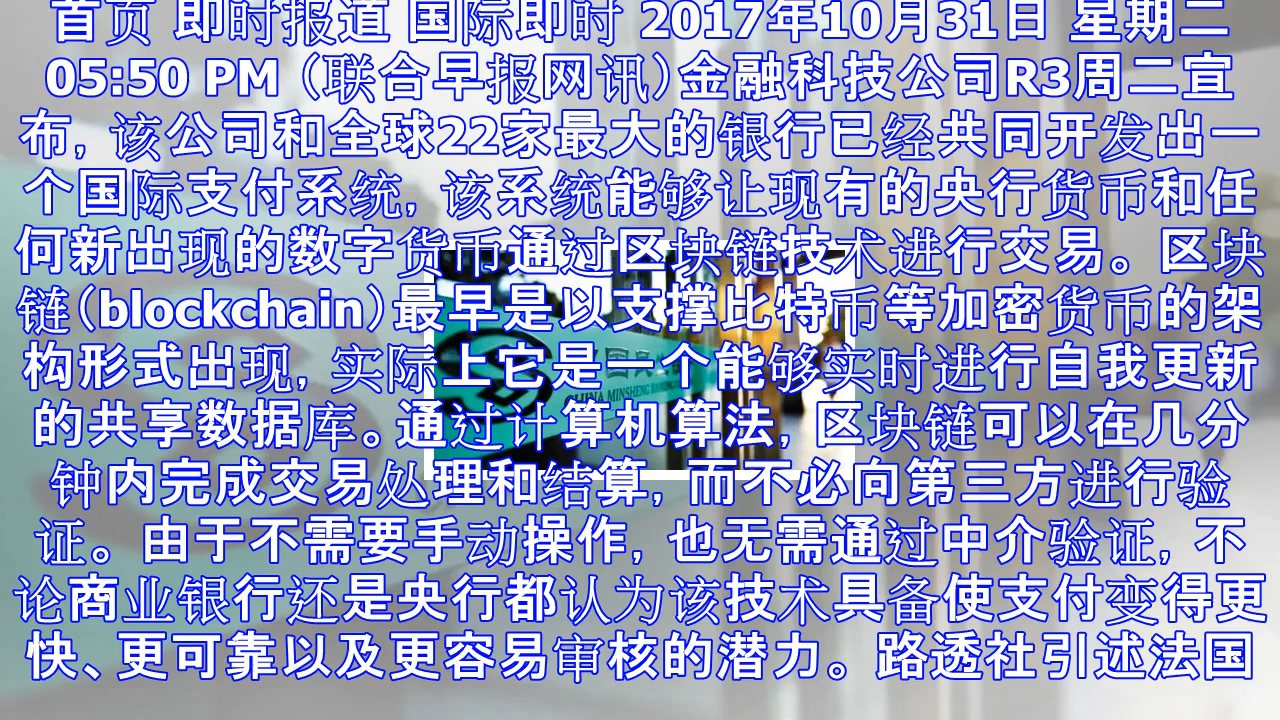 首页 即时报道 国际即时 2017年10月31日 星期二
05:50 PM（联合早报网讯）金融科技公司R3周二宣
布，该公司和全球22家最大的银行已经共同开发出一
个国际支付系统，该系统能够让现有的央行货币和任
何新出现的数字货币通过区块链技术进行交易。区块
链（blockchain）最早是以支撑比特币等加密货币的架
构形式出现，实际上它是一个能够实时进行自我更新
的共享数据库。通过计算机算法，区块链可以在几分
钟内完成交易处理和结算，而不必向第三方进行验
证。由于不需要手动操作，也无需通过中介验证，不
论商业银行还是央行都认为该技术具备使支付变得更
快、更可靠以及更容易审核的潜力。路透社引述法国
CHINA MINSHENG BANKING